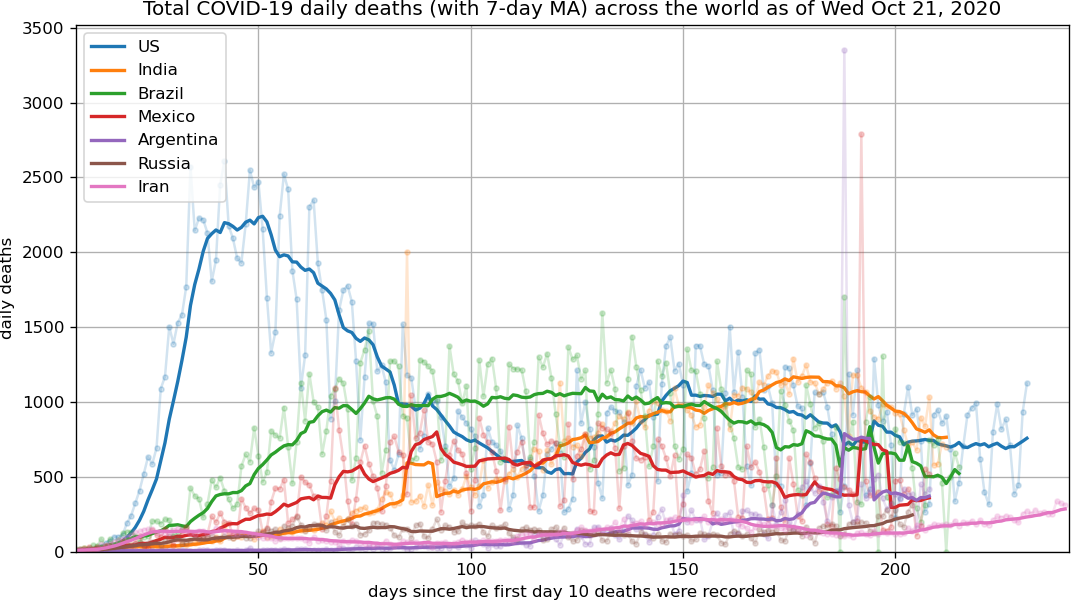 Total COVID-19 daily deaths (with 7-day MA) across the world as of Wed Oct 21, 2020
3500
3000
2500
2000
1500
1000
500
0
daily deaths
US
India
Brazil
Mexico
Argentina
Russia
Iran
50
100
150
200
days since the first day 10 deaths were recorded